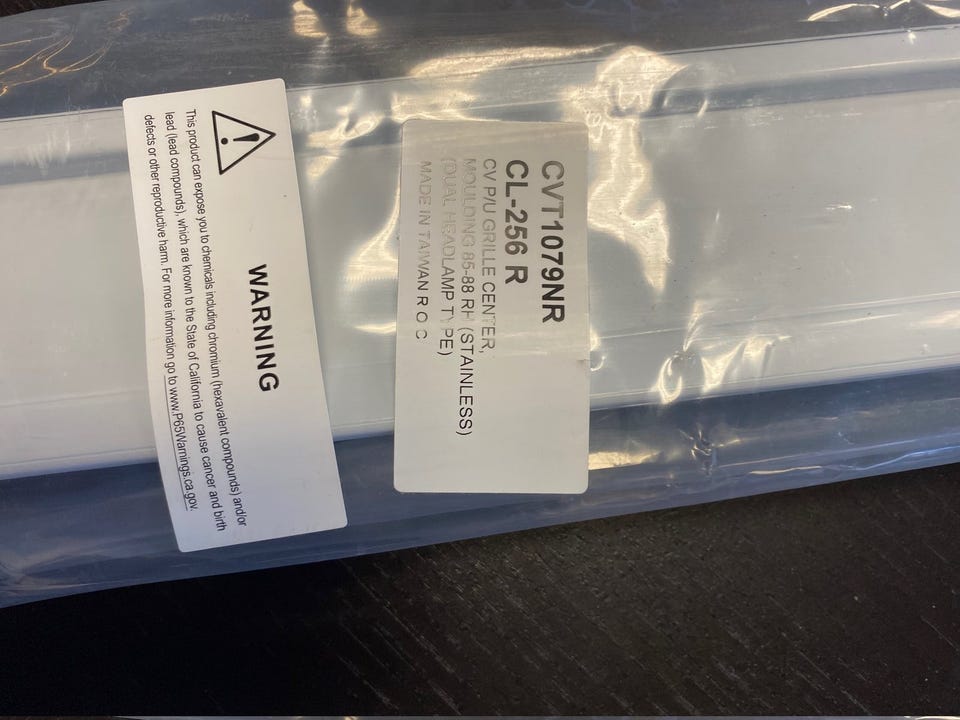 WARNING
This product can expose you to chemicals including chromium (hexavalent compounds) and/or
lead (lead compounds), which are known to the State of California to cause cancer and birth
defects or other reproductive harm. For more information go to www.P65Warnings.ca.gov.
CVT1079NR
CL-256 R
CV P/U GRILLE CENTER,
MOULDING 85-88 RH (STAINLESS)
(DUAL HEADLAMP TYPE)
MADE IN TAIWAN R O C